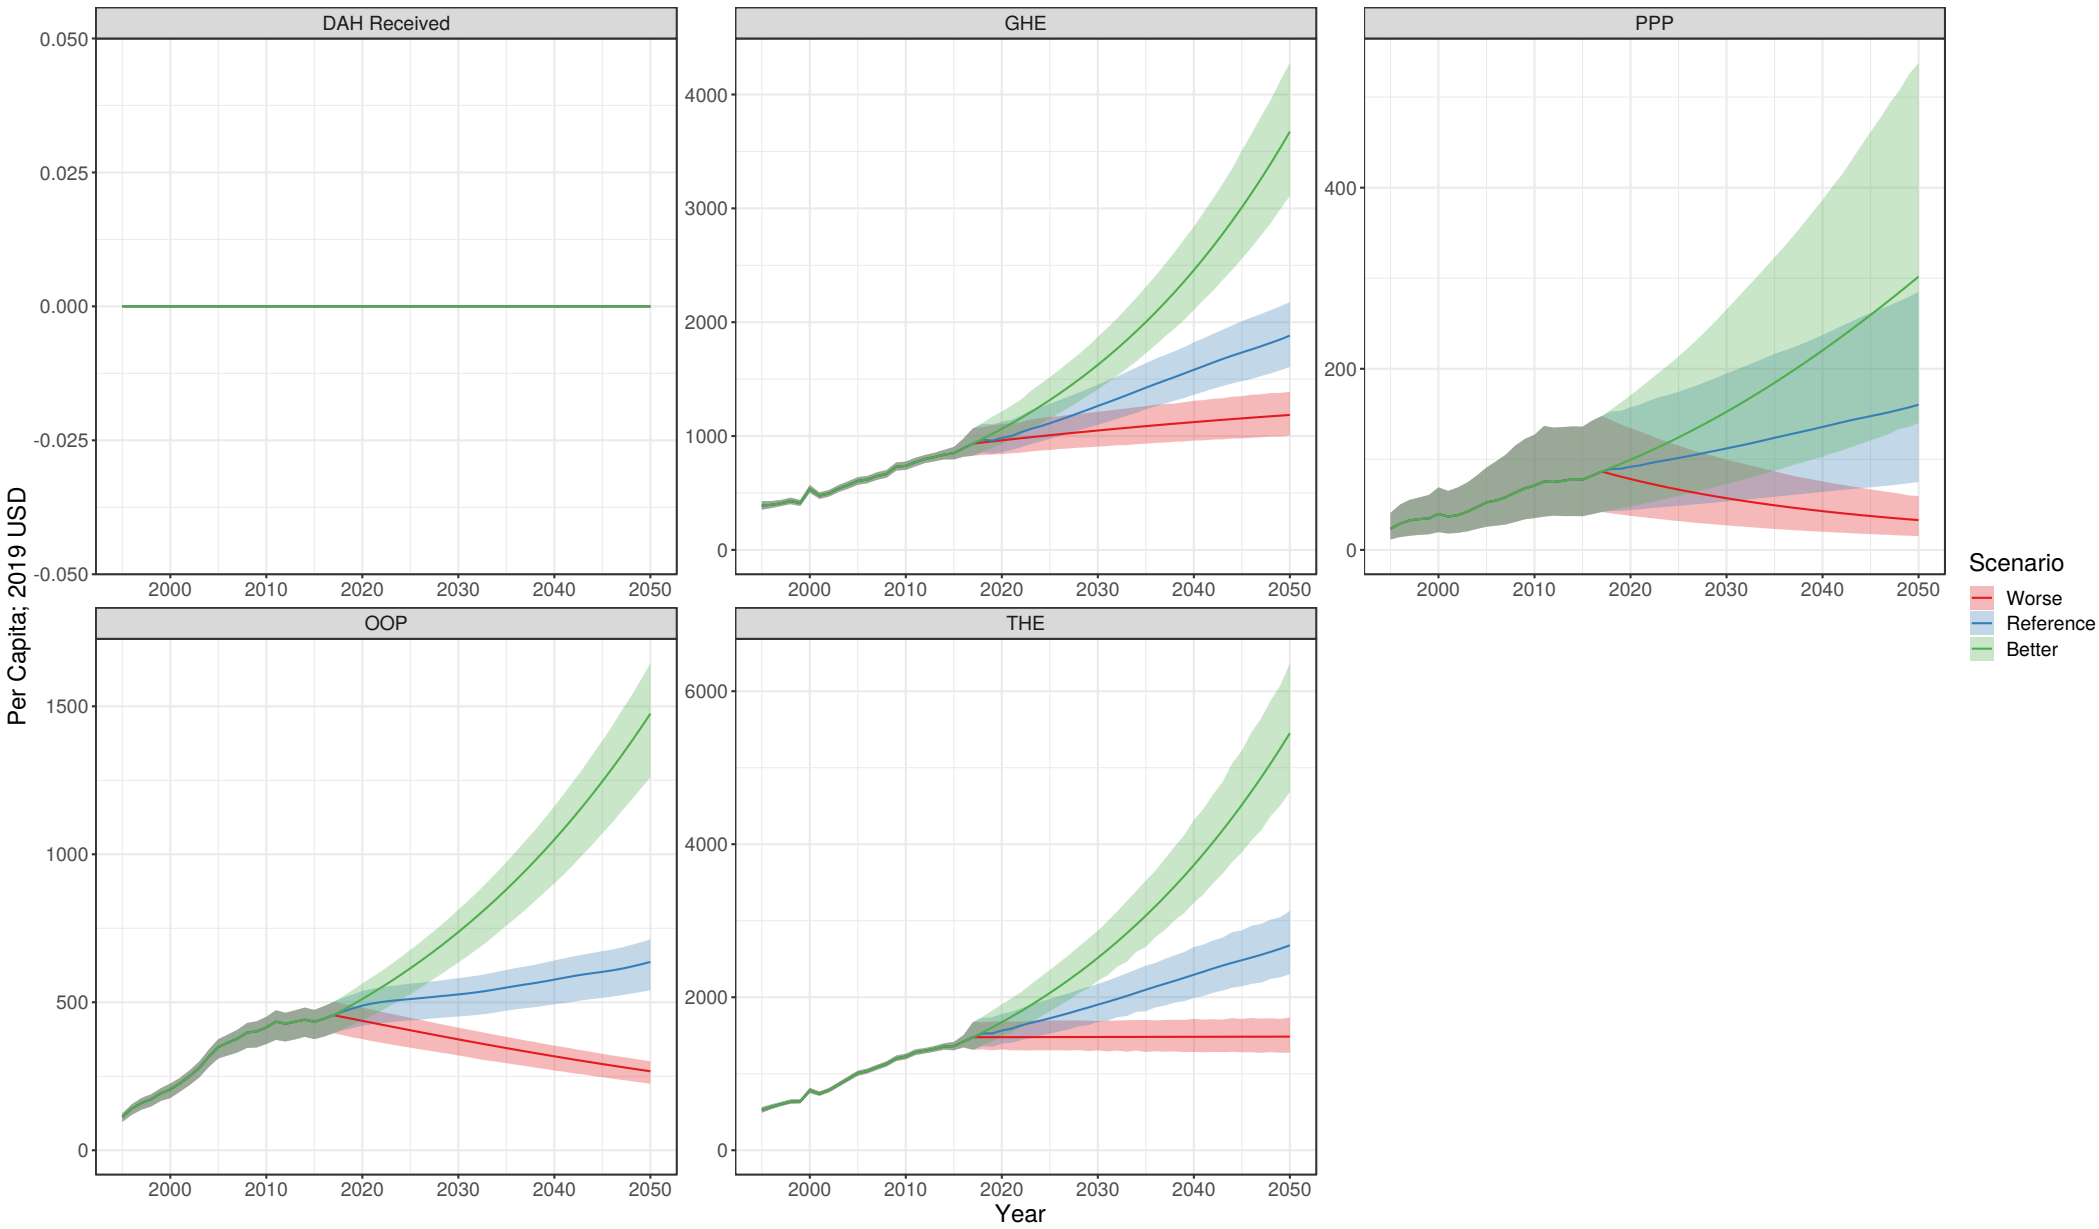 DAH Received
GHE
PPP
0.050
0.025
0.000
-0.025
-0.050
4000
3000
2000
1000
0
400
200
0
2000 2010 2020 2030 2040 2050
2000 2010 2020 2030 2040 2050
2000 2010 2020 2030 2040 2050
Per Capita; 2019 USD
OOP
THE
1500
1000
500
0
6000
4000
2000
0
2000 2010 2020 2030 2040 2050
2000 2010 2020 2030 2040 2050
Year
Scenario
Worse
Reference
Better